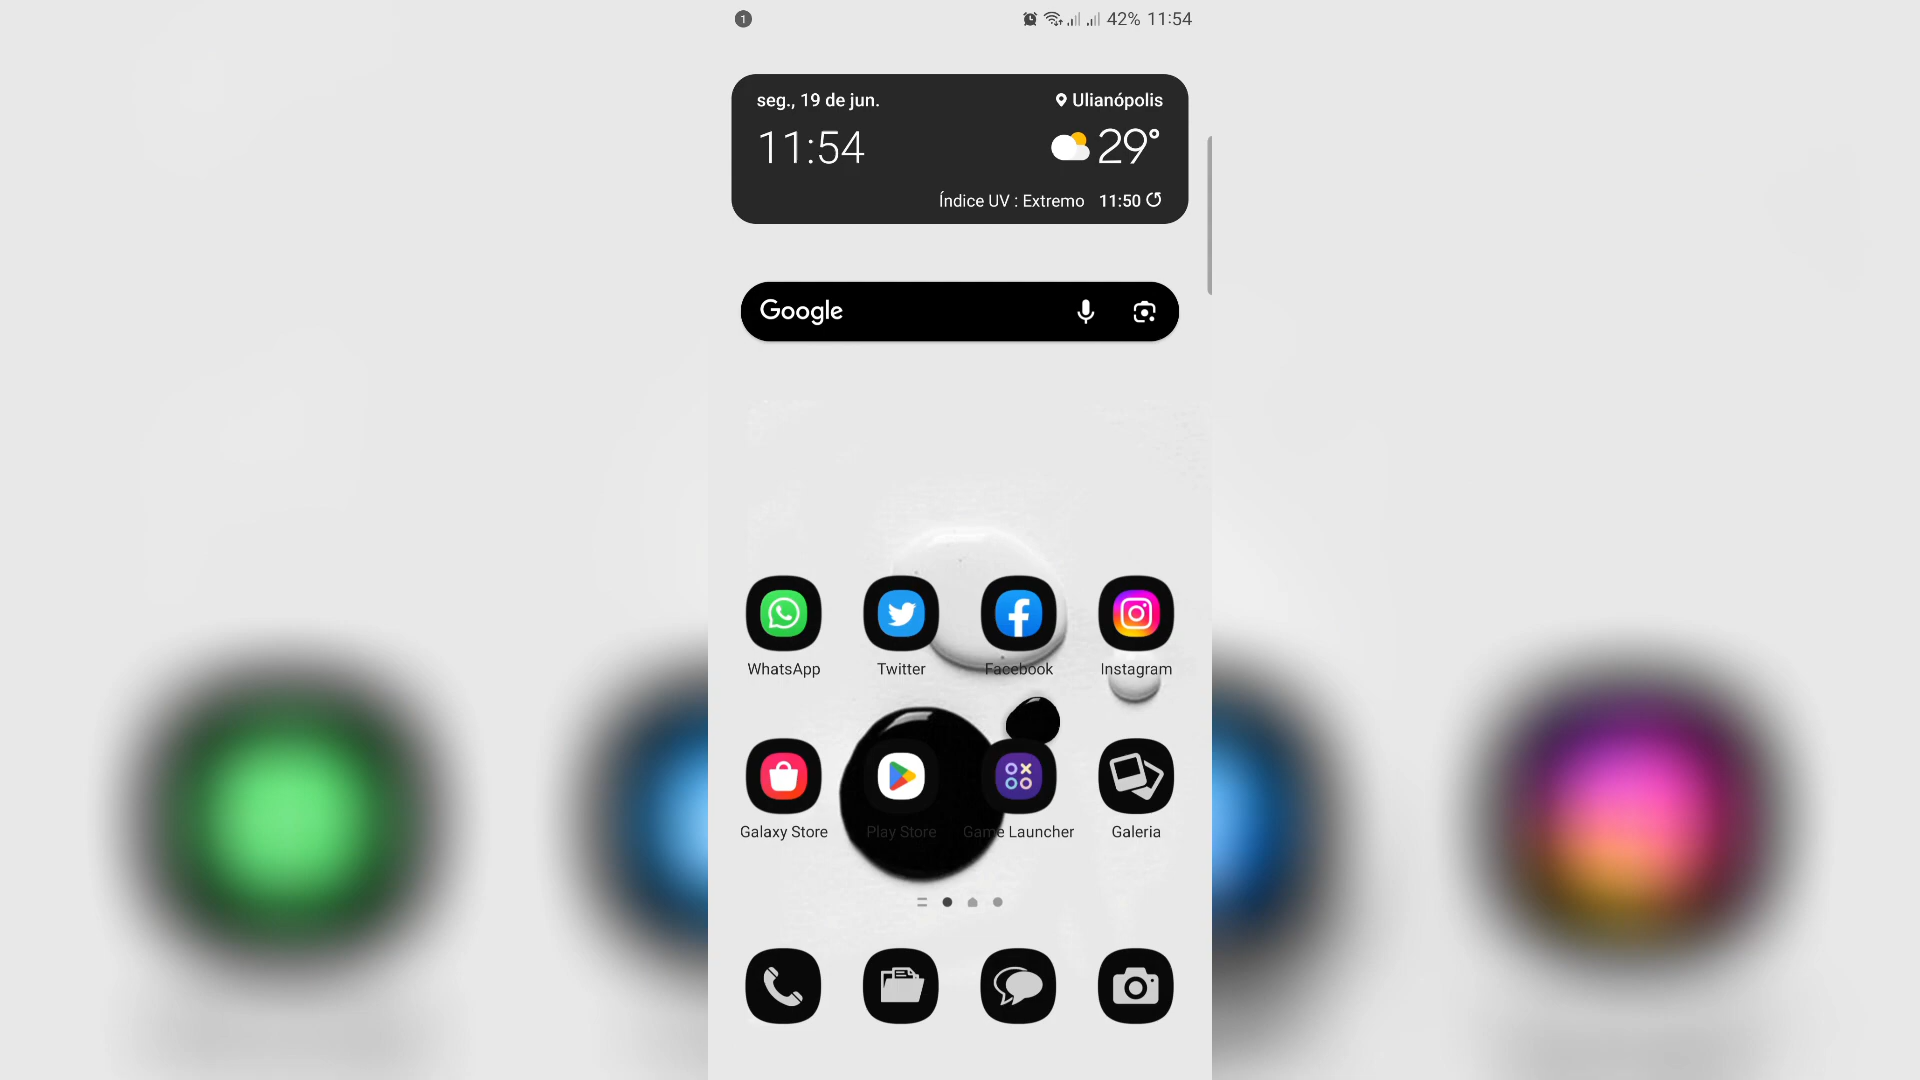 1
42% 11:54
seg., 19 de jun.
Ulianópolis
11:54
29°
Índice UV : Extremo 11:50
Google
WhatsApp
Twitter
Facebook
Instagram
Galaxy Store
Play Store
Game Launcher
Galeria